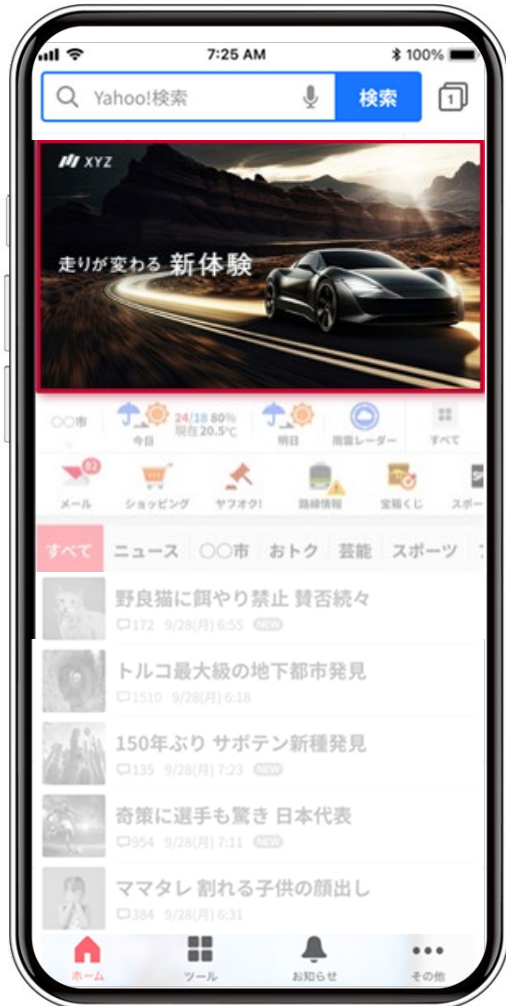 7:25 AM
100%
Yahoo!検索
検索
1
XYZ
走りが変わる 新体験
〇〇市
24/18 80%
現在20.5℃
今日
明日
雨雲レーダー
すべて
82
メール
ショッピング
ヤフオク!
路線情報
宝箱くじ
スポー
すべて
ニュース
〇〇市
おトク
芸能
スポーツ
野良猫に餌やり禁止 賛否続々
172 9/28(月) 6:55 NEW
トルコ最大級の地下都市発見
1510 9/28(月) 6:18
150年ぶり サボテン新種発見
135 9/28(月) 7:23 NEW
奇策に選手も驚き 日本代表
954 9/28(月) 7:11 NEW
ママタレ 割れる子供の顔出し
384 9/28(月) 6:31
ホーム
ツール
お知らせ
その他